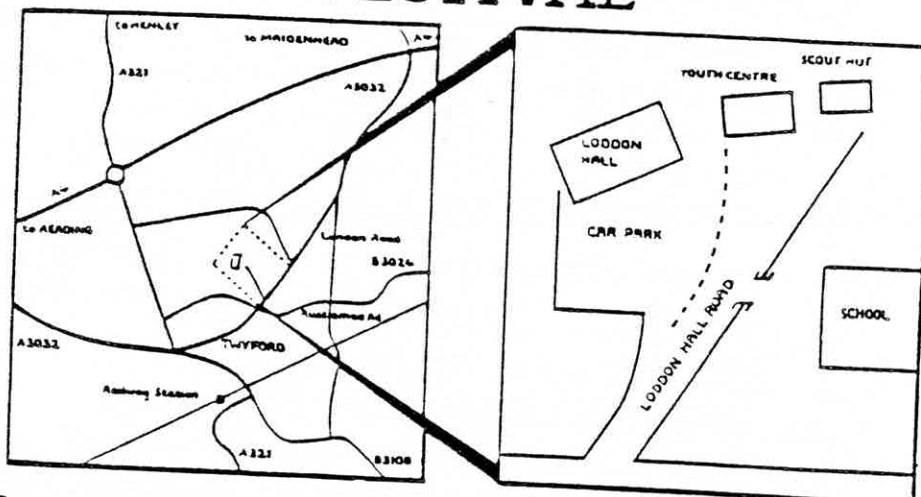 to HENLEY
to MAIDENHEAD
A4
A321
A3032
A4
to READING
London Road
B3024
A3032
TWYFORD
Railway Station
A321
B3108
SCOUT HUT
YOUTH CENTRE
LODDON
HALL
CAR PARK
LODDON HALL ROAD
SCHOOL